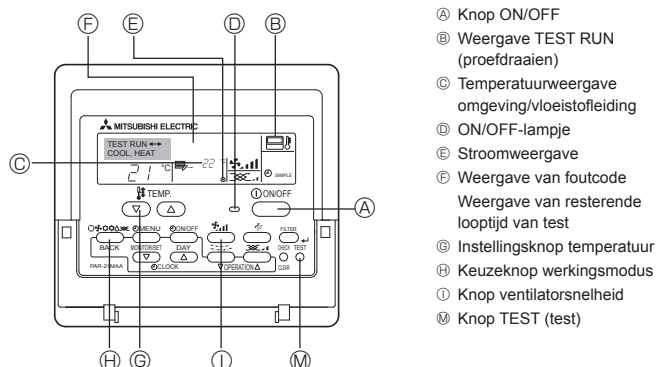 Ⓕ Ⓔ Ⓓ Ⓑ
MITSUBISHI ELECTRIC
TEST RUN
COOL, HEAT
21 °C 22 °C
SIMPLE
Ⓒ
TEMP. ON/OFF
Ⓐ
MENU ON/OFF FILTER
BACK MONITOR/SET DAY CHECK TEST
PAR-21MAA CLOCK OPERATION CLEAR
Ⓗ Ⓖ Ⓘ Ⓜ
Ⓐ Knop ON/OFF
Ⓑ Weergave TEST RUN
(proefdraaien)
Ⓒ Temperatuurweergave
omgeving/vloeistofleiding
Ⓓ ON/OFF-lampje
Ⓔ Stroomweergave
Ⓕ Weergave van foutcode
Weergave van resterende
looptijd van test
Ⓖ Instellingsknop temperatuur
Ⓗ Keuzeknop werkingsmodus
Ⓘ Knop ventilatorsnelheid
Ⓜ Knop TEST (test)